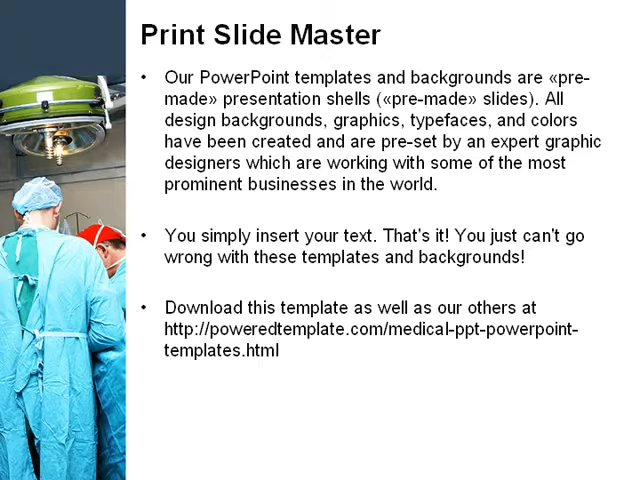 Print Slide Master
• Our PowerPoint templates and backgrounds are «pre-
made» presentation shells («pre-made» slides). All
design backgrounds, graphics, typefaces, and colors
have been created and are pre-set by an expert graphic
designers which are working with some of the most
prominent businesses in the world.
• You simply insert your text. That's it! You just can't go
wrong with these templates and backgrounds!
• Download this template as well as our others at
http://poweredtemplate.com/medical-ppt-powerpoint-
templates.html